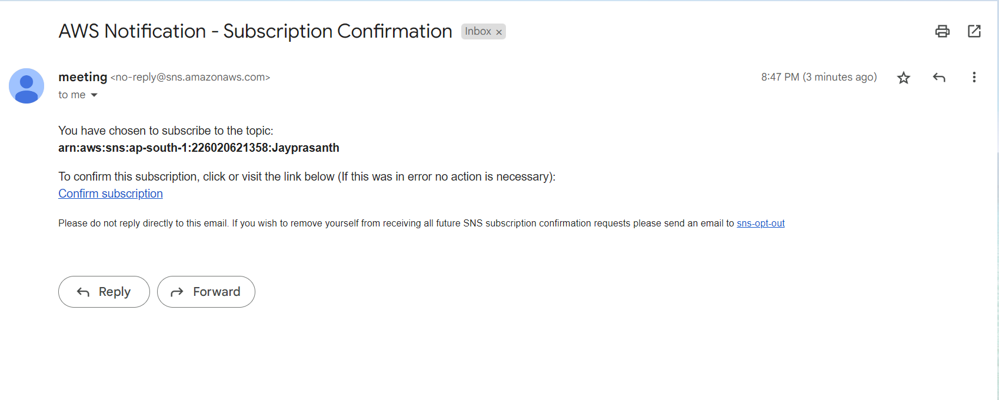 AWS Notification - Subscription Confirmation Inbox ×
meeting <no-reply@sns.amazonaws.com> 8:47 PM (3 minutes ago)
to me
You have chosen to subscribe to the topic:
arn:aws:sns:ap-south-1:226020621358:Jayprasanth
To confirm this subscription, click or visit the link below (If this was in error no action is necessary):
Confirm subscription
Please do not reply directly to this email. If you wish to remove yourself from receiving all future SNS subscription confirmation requests please send an email to sns-opt-out
Reply Forward